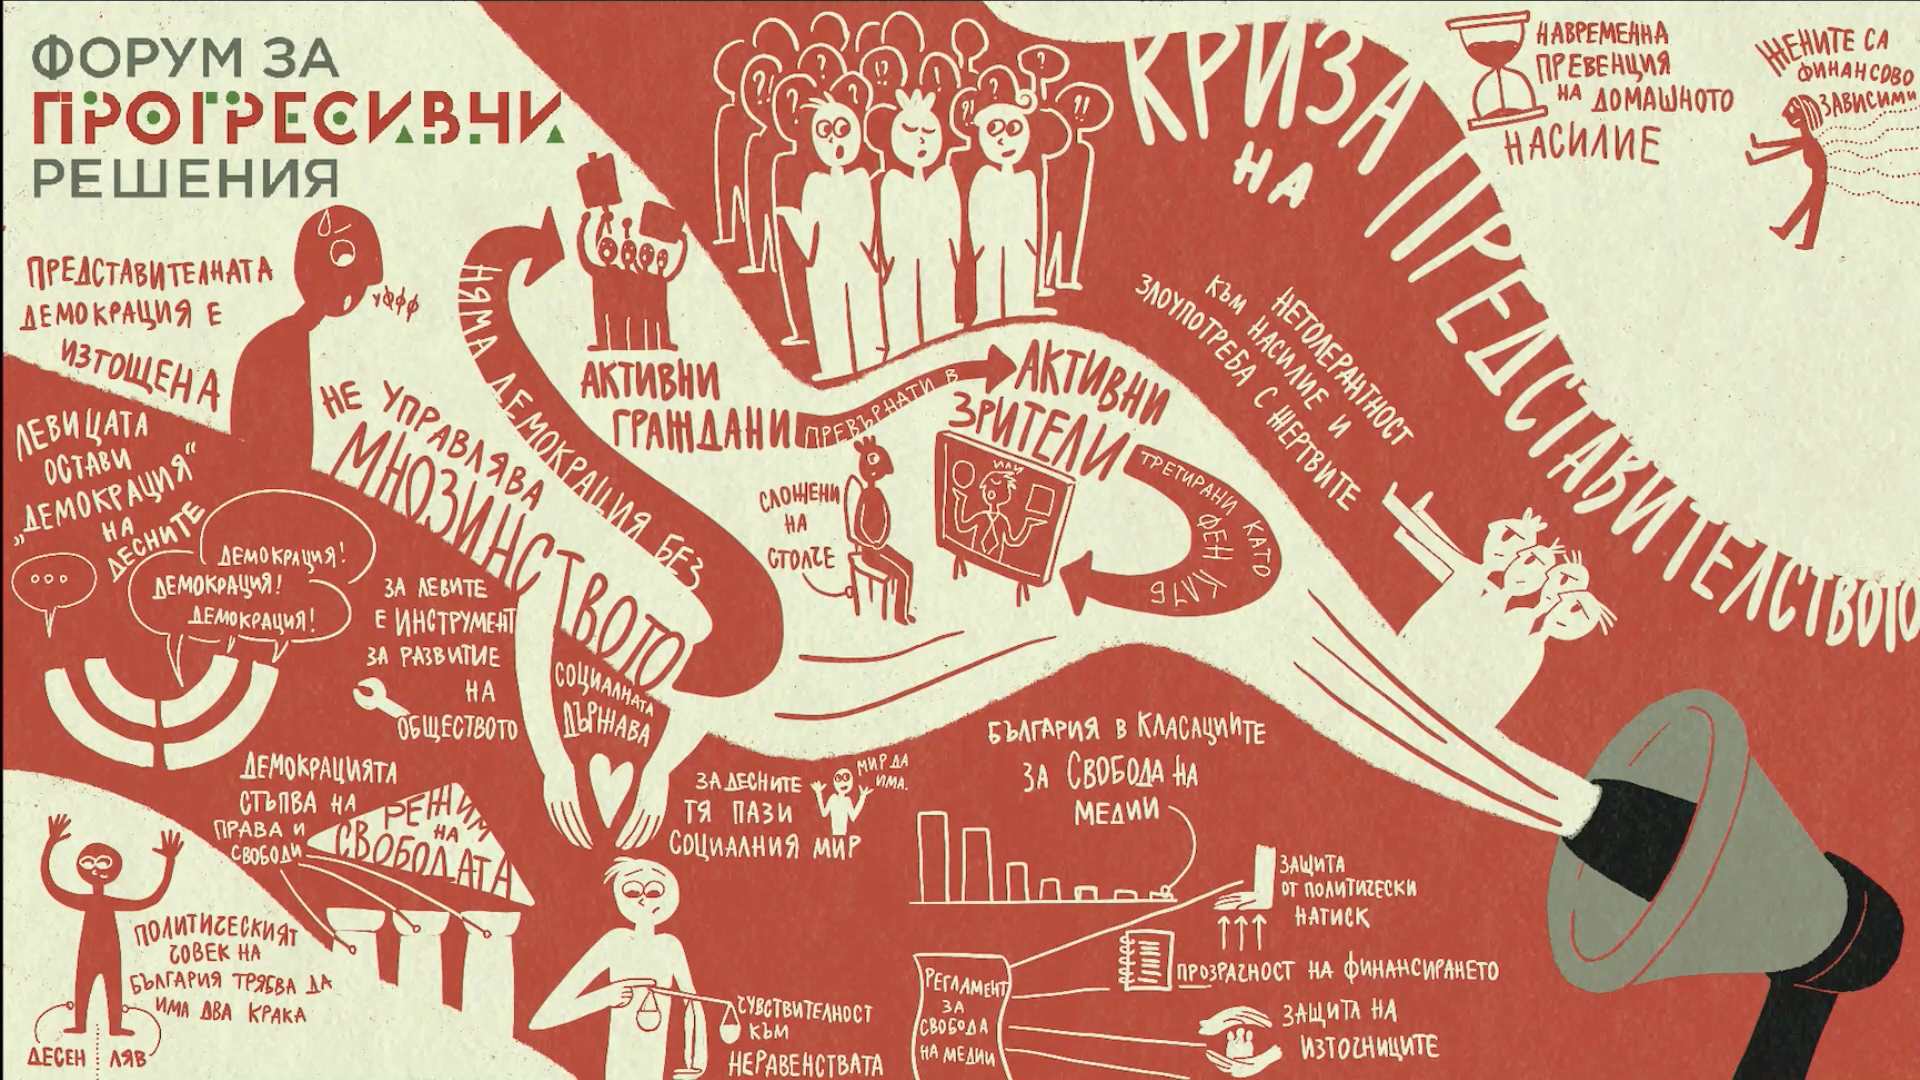 ФОРУМ ЗА
ПРОГРЕСИВНИ
РЕШЕНИЯ
ПРЕДСТАВИТЕЛНАТА
ДЕМОКРАЦИЯ Е
ИЗТОЩЕНА
УФФФ
ЛЕВИЦАТА
ОСТАВИ
„ДЕМОКРАЦИЯ“
НА
ДЕСНИТЕ
ДЕМОКРАЦИЯ!
ДЕМОКРАЦИЯ!
ДЕМОКРАЦИЯ!
ЗА ЛЕВИТЕ
Е ИНСТРУМЕНТ
ЗА РАЗВИТИЕ
НА
ОБЩЕСТВОТО
НЕ УПРАВЛЯВА
МНОЗИНСТВОТО
НЯМА ДЕМОКРАЦИЯ БЕЗ
АКТИВНИ
ГРАЖДАНИ
ПРЕВЪРНАТИ В
АКТИВНИ
ЗРИТЕЛИ
СЛОЖЕНИ
НА
СТОЛЧЕ
ИЛИ
ТРЕТИРАНИ КАТО
ФЕН КЛУБ
?! ? ? !? ? ? ? !! ?! ? !!
КРИЗА
НА
ПРЕДСТАВИТЕЛСТВОТО
НАВРЕМЕННА
ПРЕВЕНЦИЯ
НА ДОМАШНОТО
НАСИЛИЕ
ЖЕНИТЕ СА
ФИНАНСОВО
ЗАВИСИМИ
НЕТОЛЕРАНТНОСТ
КЪМ НАСИЛИЕ И
ЗЛОУПОТРЕБА С ЖЕРТВИТЕ
СОЦИАЛНАТА
ДЪРЖАВА
ЗА ДЕСНИТЕ
ТЯ ПАЗИ
СОЦИАЛНИЯ МИР
МИР ДА
ИМА.
БЪЛГАРИЯ В КЛАСАЦИИТЕ
ЗА СВОБОДА НА
МЕДИИ
ДЕМОКРАЦИЯТА
СТЪПВА НА
ПРАВА И
СВОБОДИ
РЕЖИМ
НА
СВОБОДАТА
ПОЛИТИЧЕСКИЯТ
ЧОВЕК НА
БЪЛГАРИЯ ТРЯБВА ДА
ИМА ДВА КРАКА
ДЕСЕН ЛЯВ
ЧУВСТВИТЕЛНОСТ
КЪМ
НЕРАВЕНСТВАТА
РЕГЛАМЕНТ
ЗА
СВОБОДА
НА МЕДИИ
ЗАЩИТА
ОТ ПОЛИТИЧЕСКИ
НАТИСК
ПРОЗРАЧНОСТ НА ФИНАНСИРАНЕТО
ЗАЩИТА НА
ИЗТОЧНИЦИТЕ